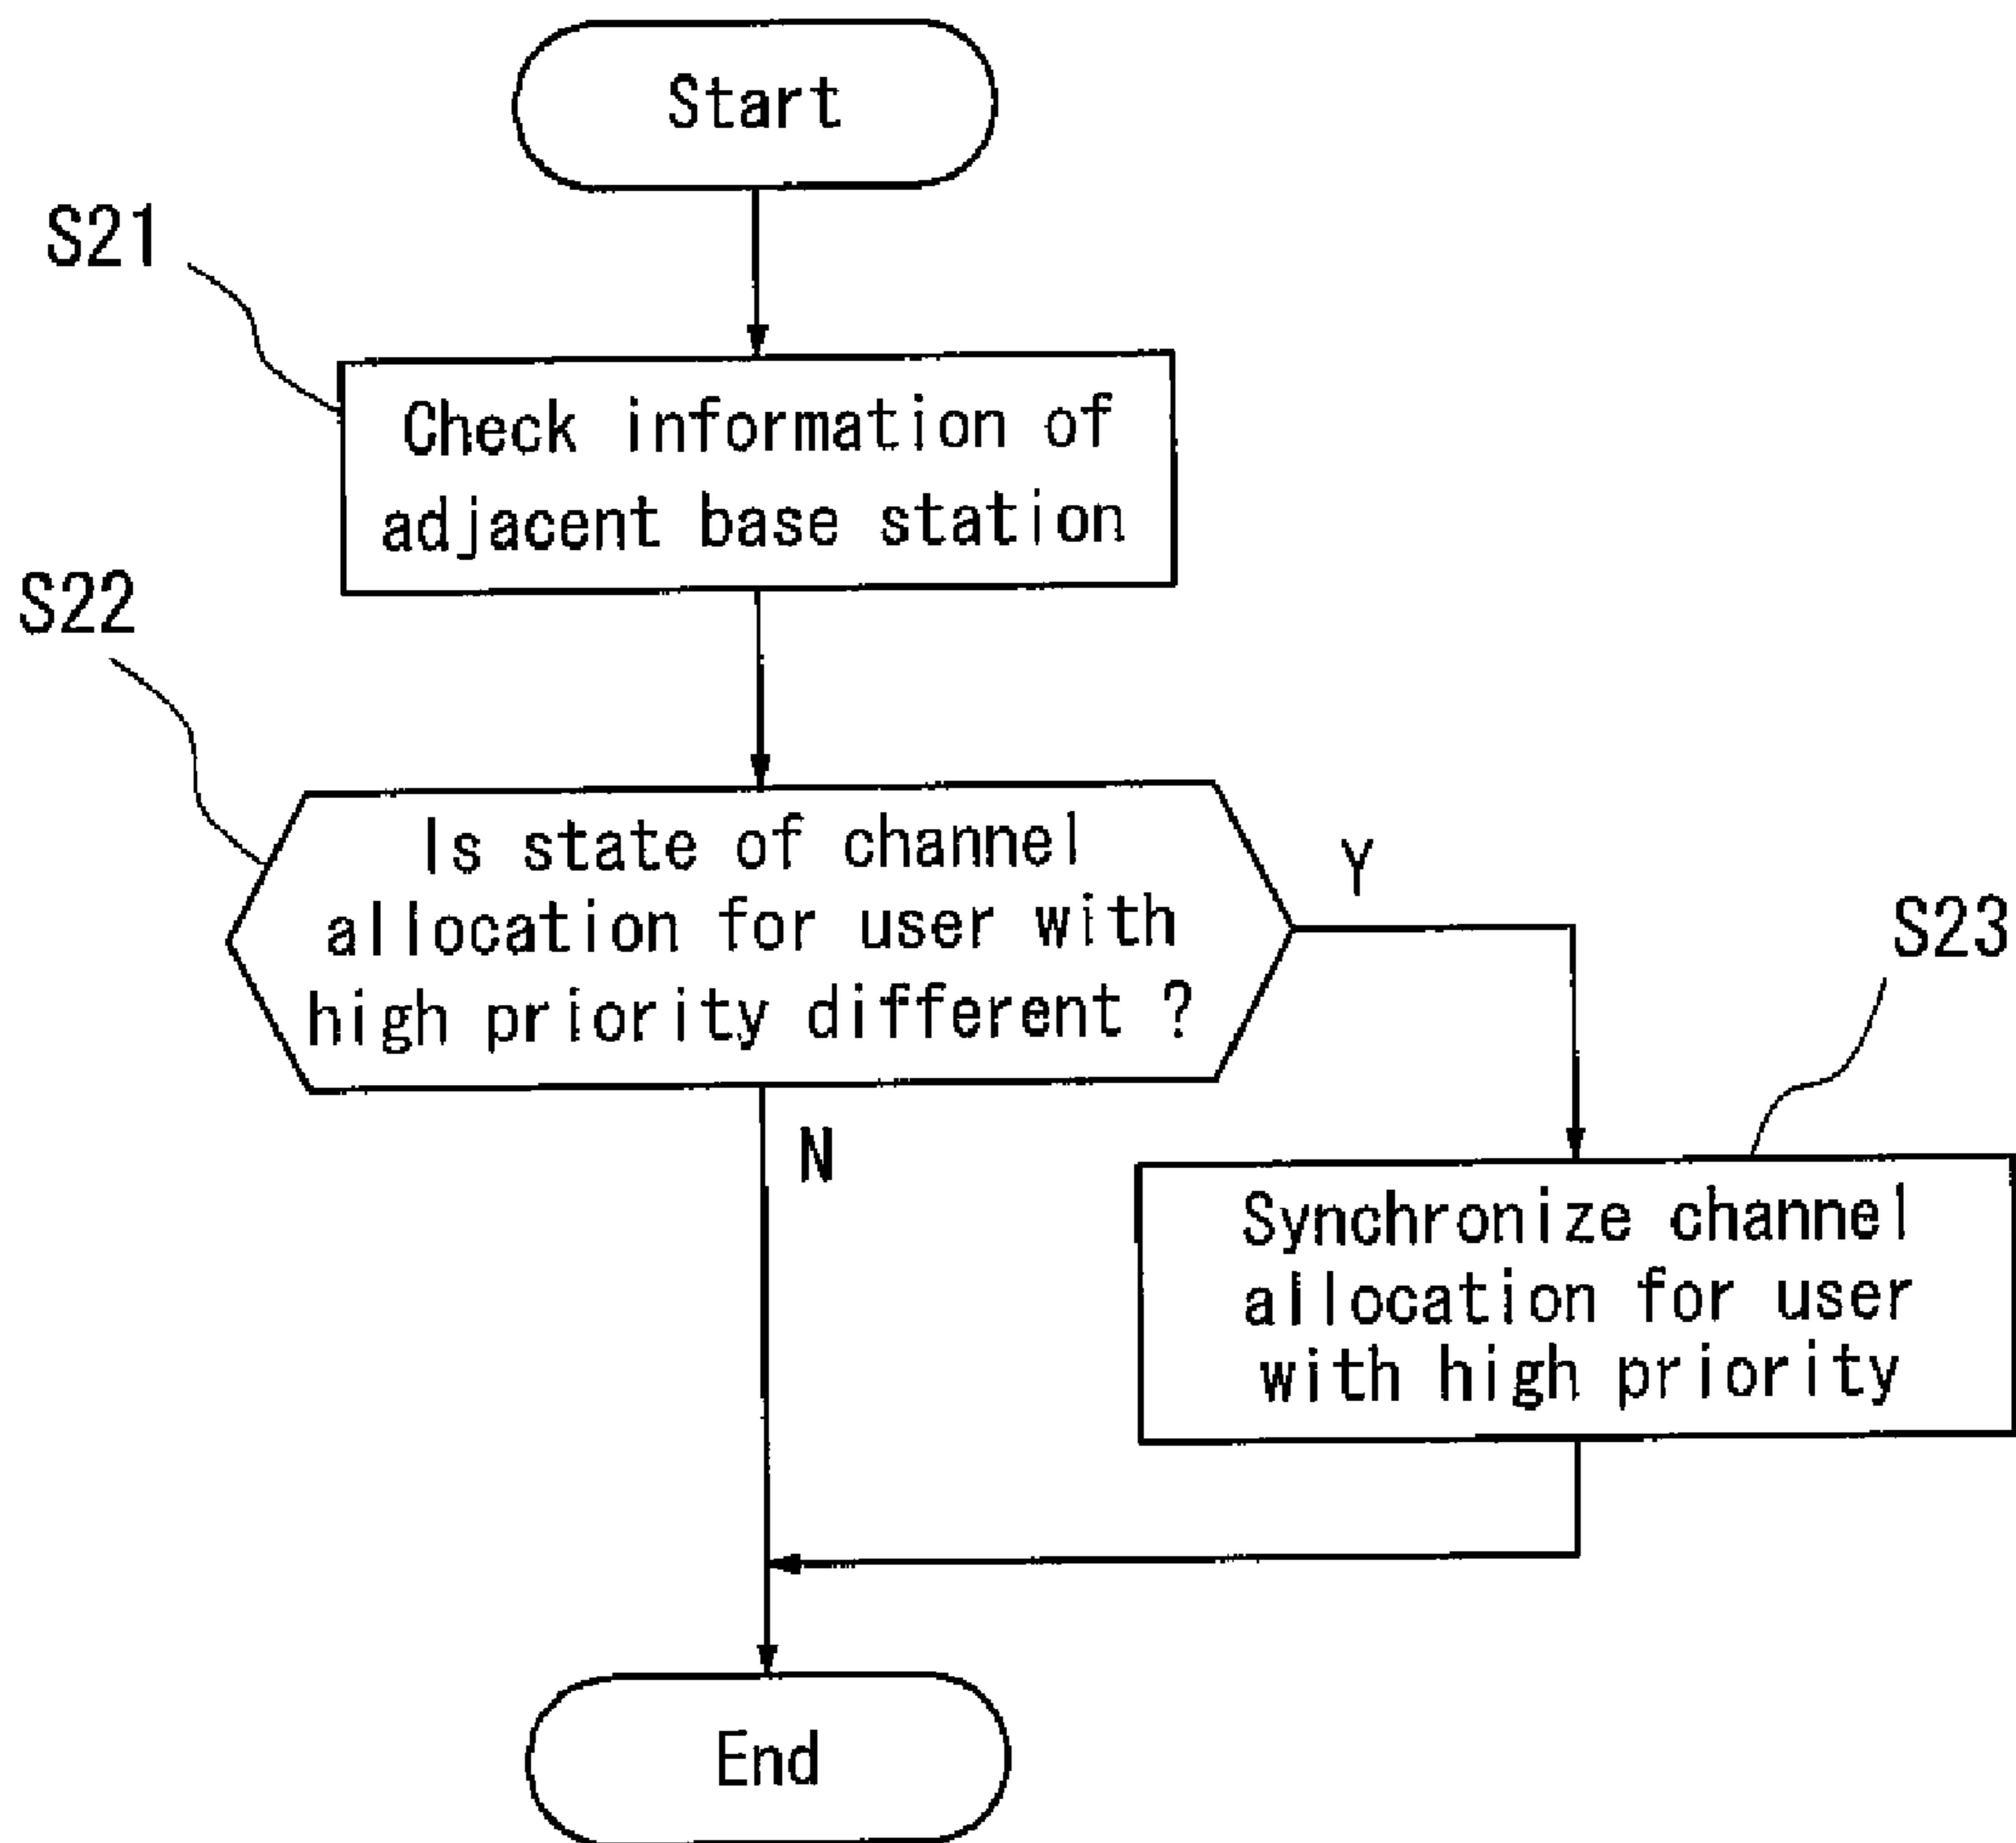 Start
S21
Check information of
adjacent base station
S22
Is state of channel
allocation for user with
high priority different ?
Y
S23
N
Synchronize channel
allocation for user
with high priority
End